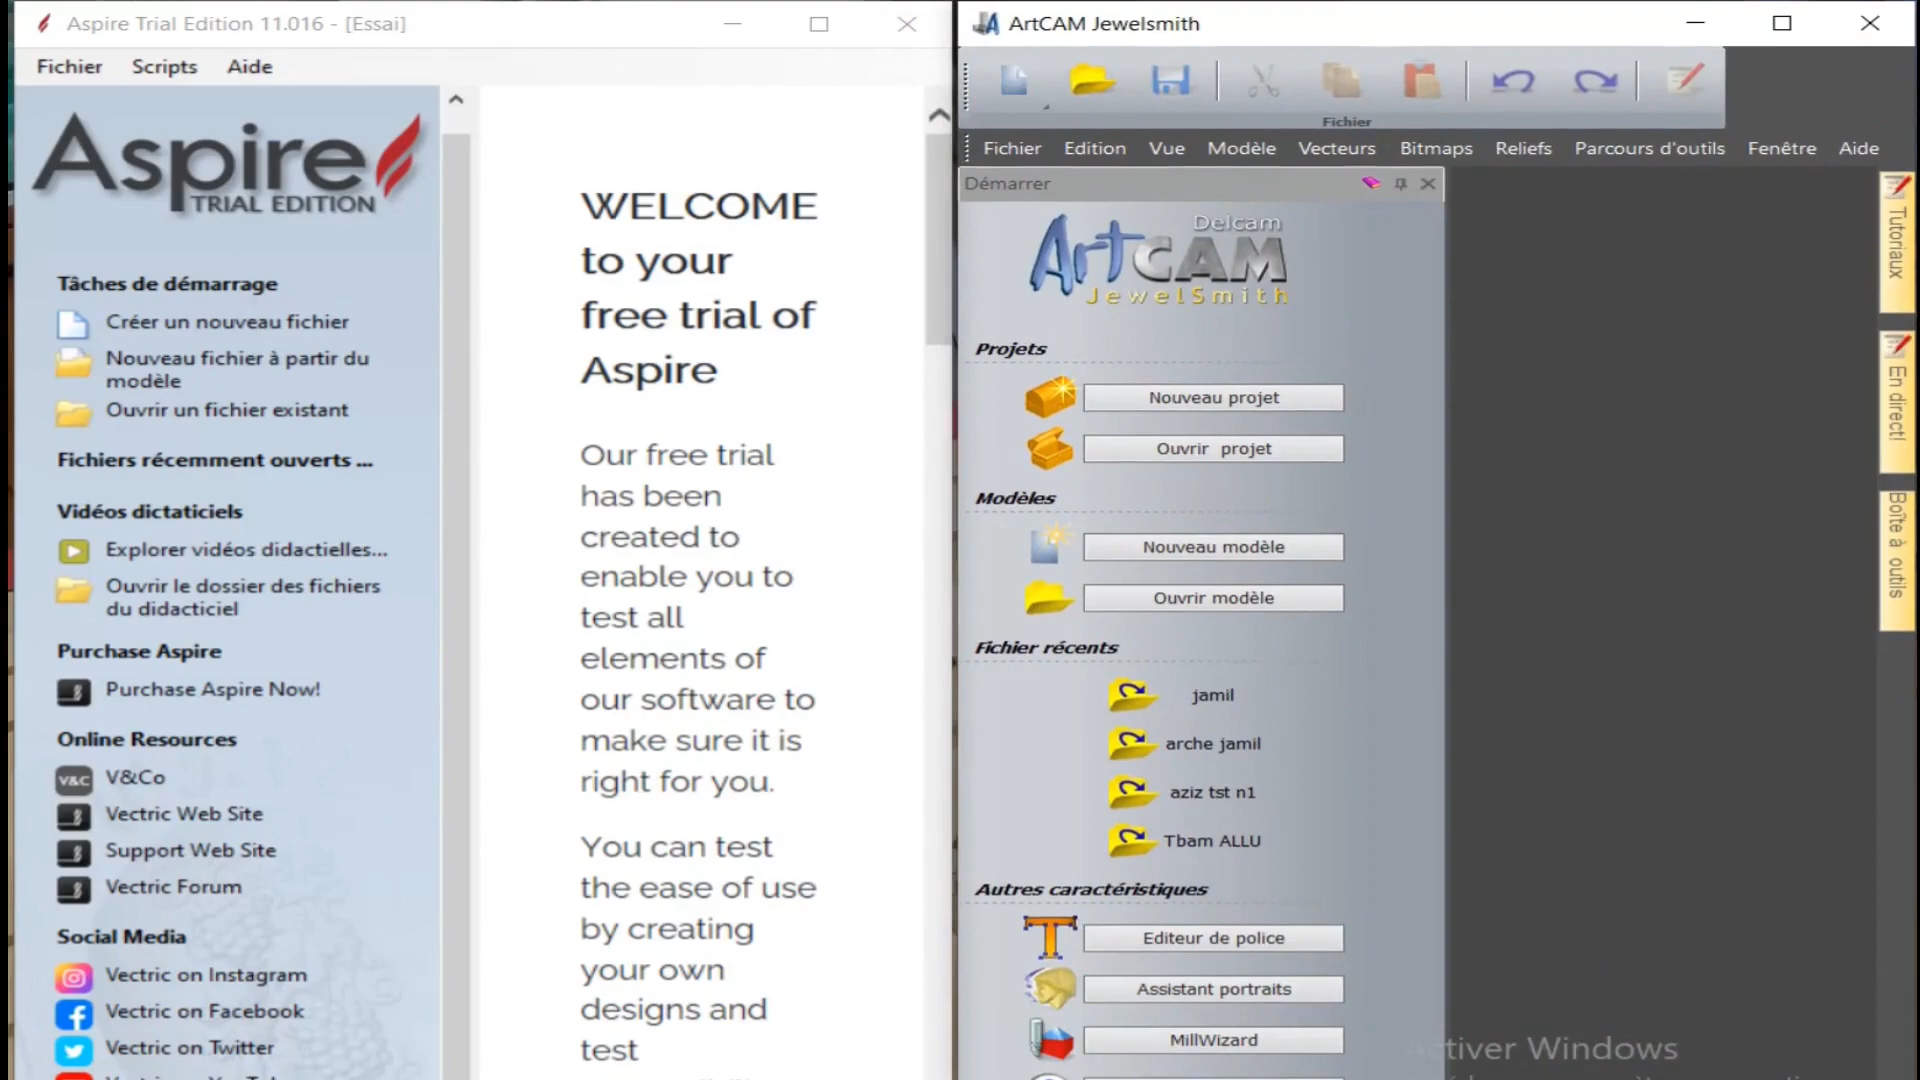 Aspire Trial Edition 11.016 - [Essai]
Fichier Scripts Aide
Aspire
TRIAL EDITION
Tâches de démarrage
Créer un nouveau fichier
Nouveau fichier à partir du
modèle
Ouvrir un fichier existant
Fichiers récemment ouverts ...
Vidéos dictaticiels
Explorer vidéos didactielles...
Ouvrir le dossier des fichiers
du didacticiel
Purchase Aspire
Purchase Aspire Now!
Online Resources
V&C V&Co
Vectric Web Site
Support Web Site
Vectric Forum
Social Media
Vectric on Instagram
Vectric on Facebook
Vectric on Twitter
WELCOME
to your
free trial of
Aspire
Our free trial
has been
created to
enable you to
test all
elements of
our software to
make sure it is
right for you.
You can test
the ease of use
by creating
your own
designs and
test
ArtCAM Jewelsmith
Fichier
Fichier Edition Vue Modèle Vecteurs Bitmaps Reliefs Parcours d'outils Fenêtre Aide
Démarrer
Delcam
ArtCAM
JewelSmith
Projets
Nouveau projet
Ouvrir projet
Modèles
Nouveau modèle
Ouvrir modèle
Fichier récents
jamil
arche jamil
aziz tst n1
Tbam ALLU
Autres caractéristiques
Editeur de police
Assistant portraits
MillWizard
Tutoriaux
En direct!
Boîte à outils
Activer Windows